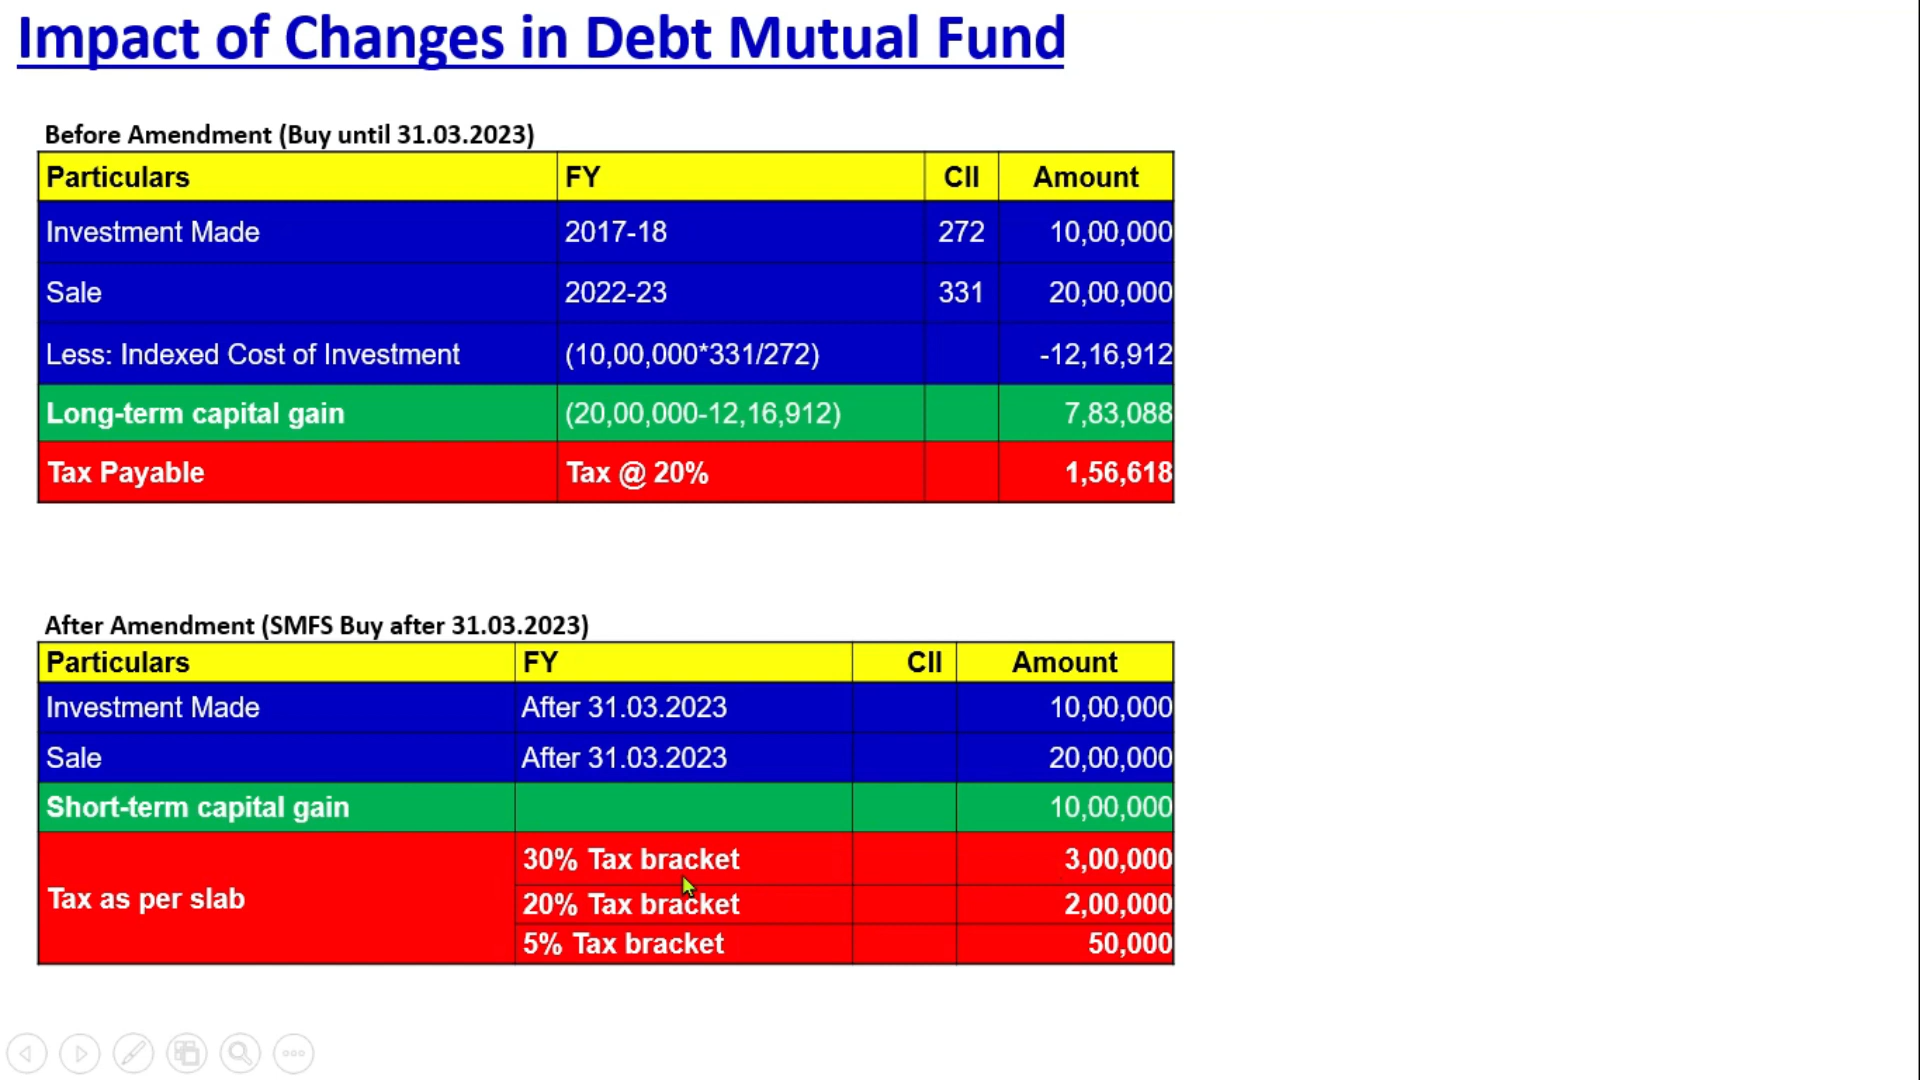 Impact of Changes in Debt Mutual Fund
Before Amendment (Buy until 31.03.2023)
Particulars FY CII Amount
Investment Made 2017-18 272 10,00,000
Sale 2022-23 331 20,00,000
Less: Indexed Cost of Investment (10,00,000*331/272) -12,16,912
Long-term capital gain (20,00,000-12,16,912) 7,83,088
Tax Payable Tax @ 20% 1,56,618
After Amendment (SMFS Buy after 31.03.2023)
Particulars FY CII Amount
Investment Made After 31.03.2023 10,00,000
Sale After 31.03.2023 20,00,000
Short-term capital gain 10,00,000
Tax as per slab 30% Tax bracket 3,00,000
20% Tax bracket 2,00,000
5% Tax bracket 50,000